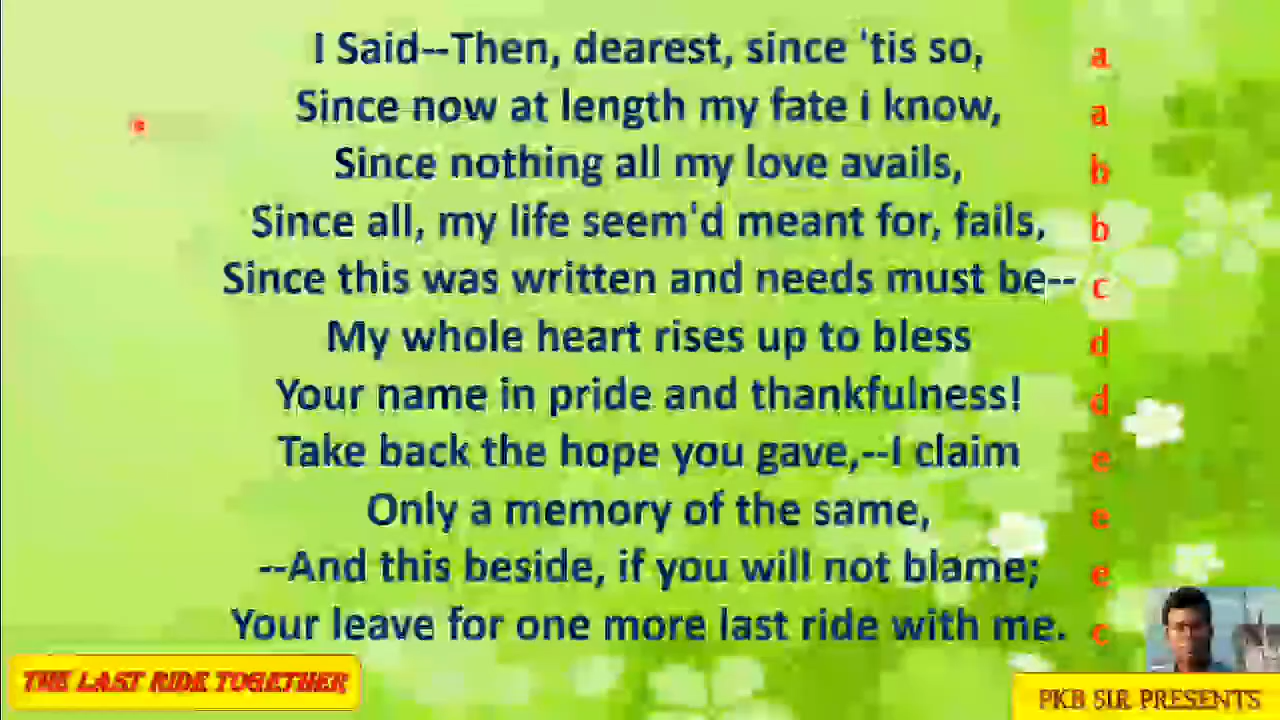 I Said--Then, dearest, since 'tis so, a
Since now at length my fate I know, a
Since nothing all my love avails, b
Since all, my life seem'd meant for, fails, b
Since this was written and needs must be-- c
My whole heart rises up to bless d
Your name in pride and thankfulness! d
Take back the hope you gave,--I claim e
Only a memory of the same, e
--And this beside, if you will not blame; e
Your leave for one more last ride with me. c
THE LAST RIDE TOGETHER
PKB SIR PRESENTS